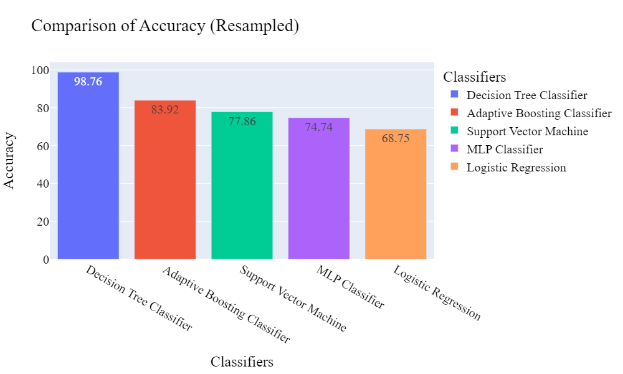 Comparison of Accuracy (Resampled)
Accuracy
100
80
60
40
20
0
98.76
83.92
77.86
74.74
68.75
Decision Tree Classifier
Adaptive Boosting Classifier
Support Vector Machine
MLP Classifier
Logistic Regression
Classifiers
Classifiers
Decision Tree Classifier
Adaptive Boosting Classifier
Support Vector Machine
MLP Classifier
Logistic Regression